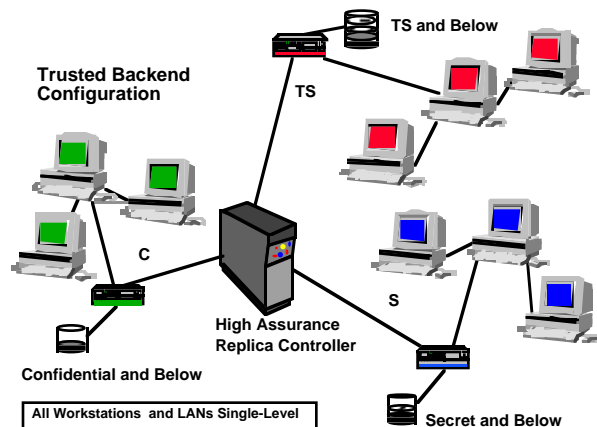 TS and Below
Trusted Backend
Configuration
TS
C
S
High Assurance
Replica Controller
Confidential and Below
All Workstations and LANs Single-Level
Secret and Below